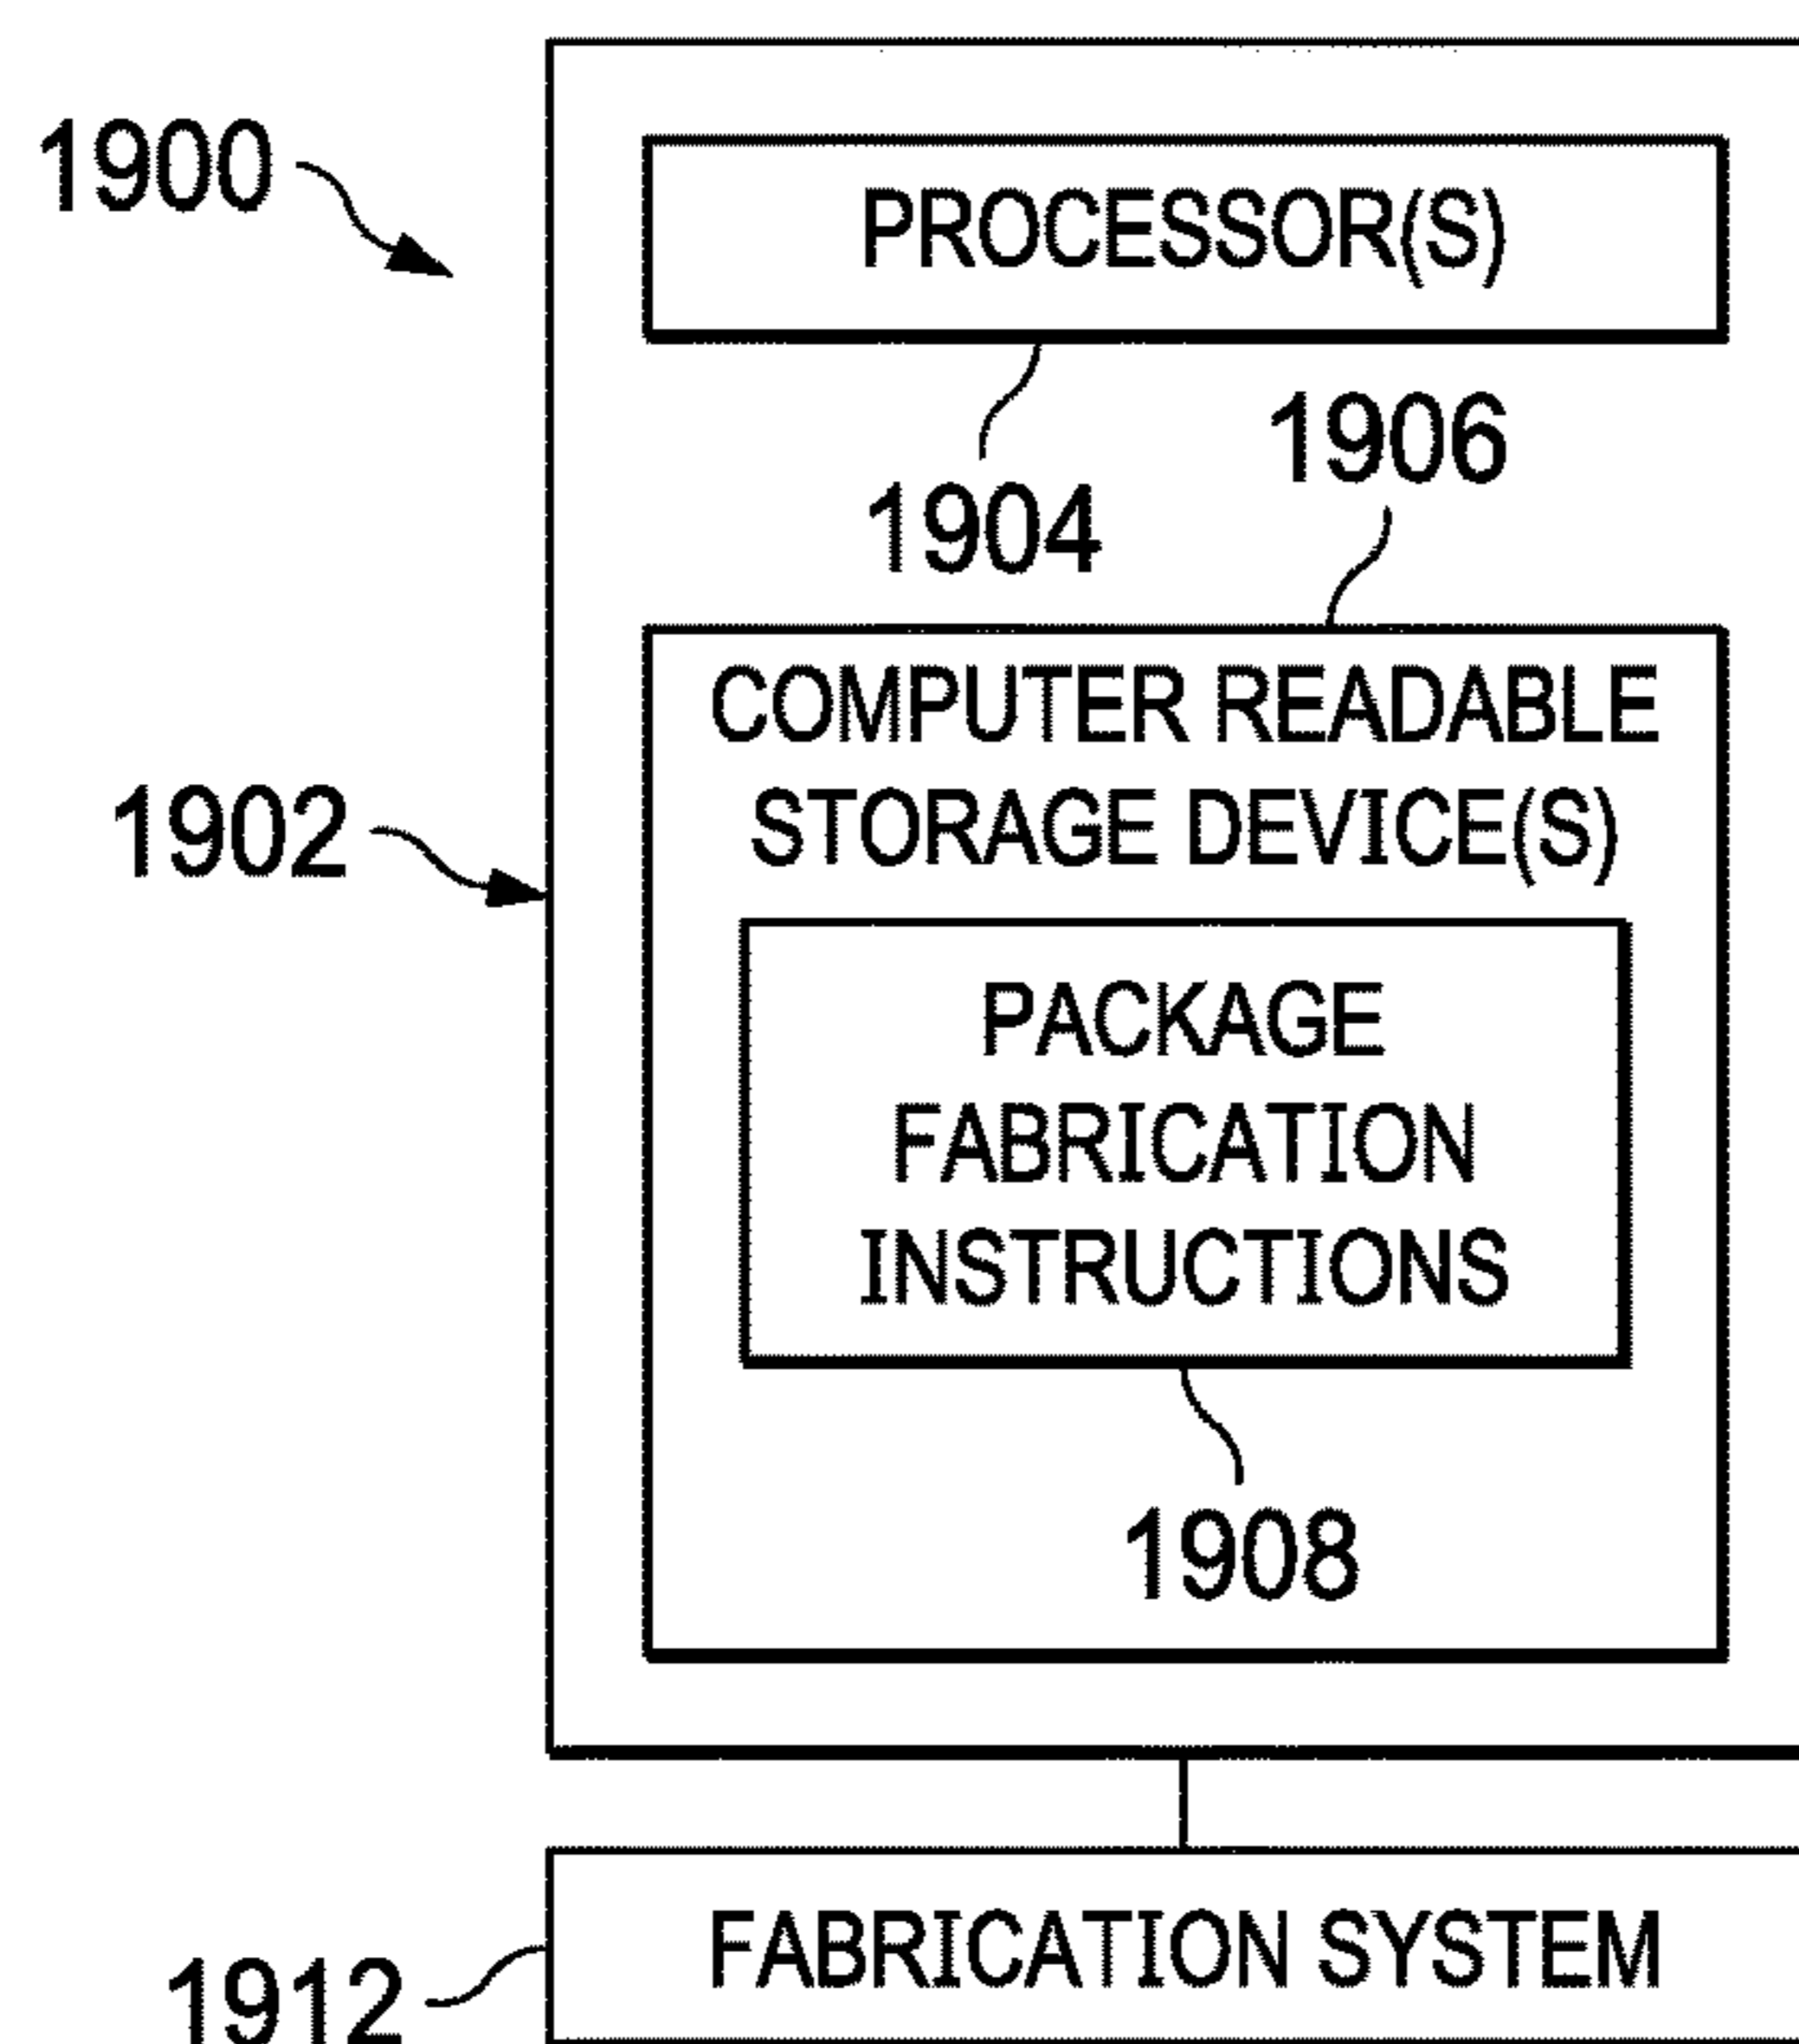 1900
PROCESSOR(S)
1906
1904
COMPUTER READABLE
STORAGE DEVICE(S)
1902
PACKAGE
FABRICATION
INSTRUCTIONS
1908
FABRICATION SYSTEM
1912